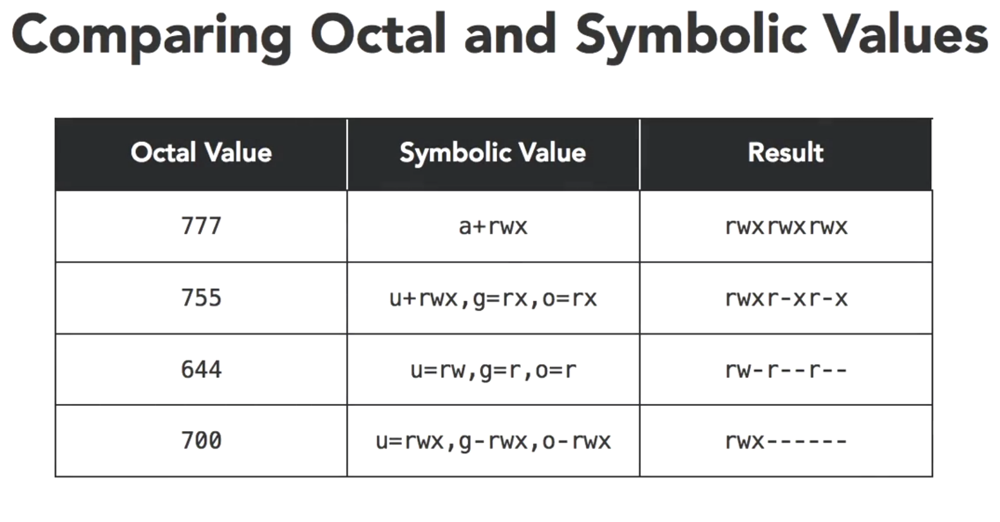 Comparing Octal and Symbolic Values
Octal Value Symbolic Value Result
777 a+rwx rwxrwxrwx
755 u+rwx,g=rx,o=rx rwxr-xr-x
644 u=rw,g=r,o=r rw-r--r--
700 u=rwx,g-rwx,o-rwx rwx------